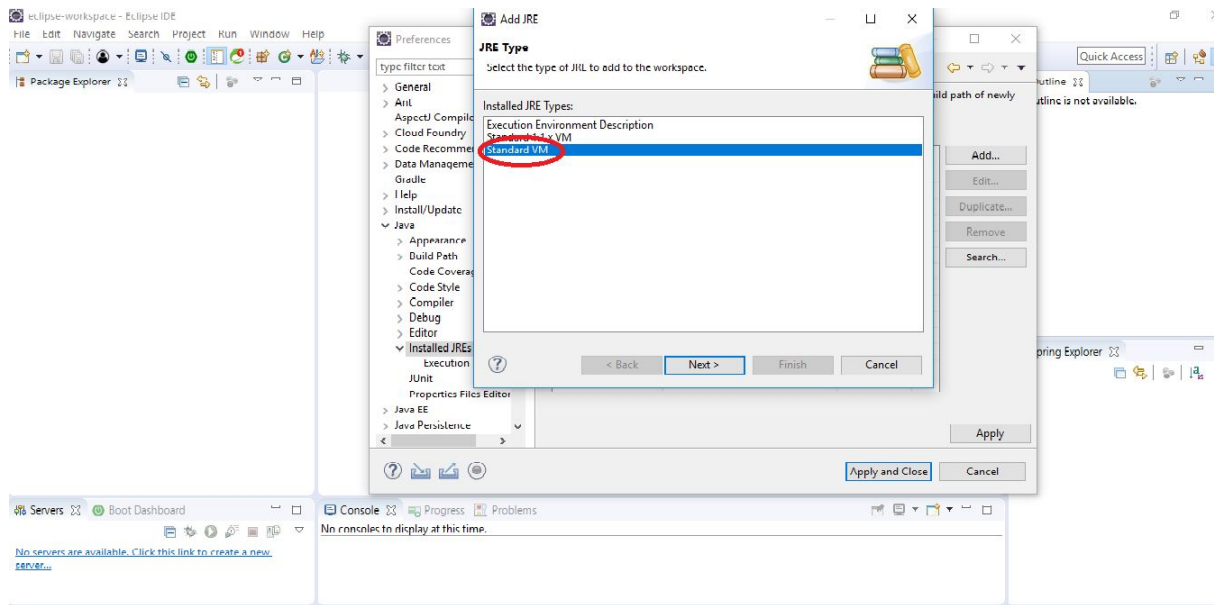 eclipse-workspace - Eclipse IDE
File Edit Navigate Search Project Run Window Help
Quick Access
Package Explorer
Preferences
type filter text
General
Ant
AspectJ Compile
Cloud Foundry
Code Recommen
Data Manageme
Gradle
Help
Install/Update
Java
Appearance
Build Path
Code Coverag
Code Style
Compiler
Debug
Editor
Installed JREs
Execution
JUnit
Properties Files Editor
Java EE
Java Persistence
Add JRE
JRE Type
Select the type of JRE to add to the workspace.
Installed JRE Types:
Execution Environment Description
Standard 1.1.x VM
Standard VM
< Back
Next >
Finish
Cancel
ild path of newly
Add...
Edit...
Duplicate...
Remove
Search...
Apply
Apply and Close
Cancel
utline
utline is not available.
pring Explorer
Servers
Boot Dashboard
No servers are available. Click this link to create a new
server...
Console
Progress
Problems
No consoles to display at this time.